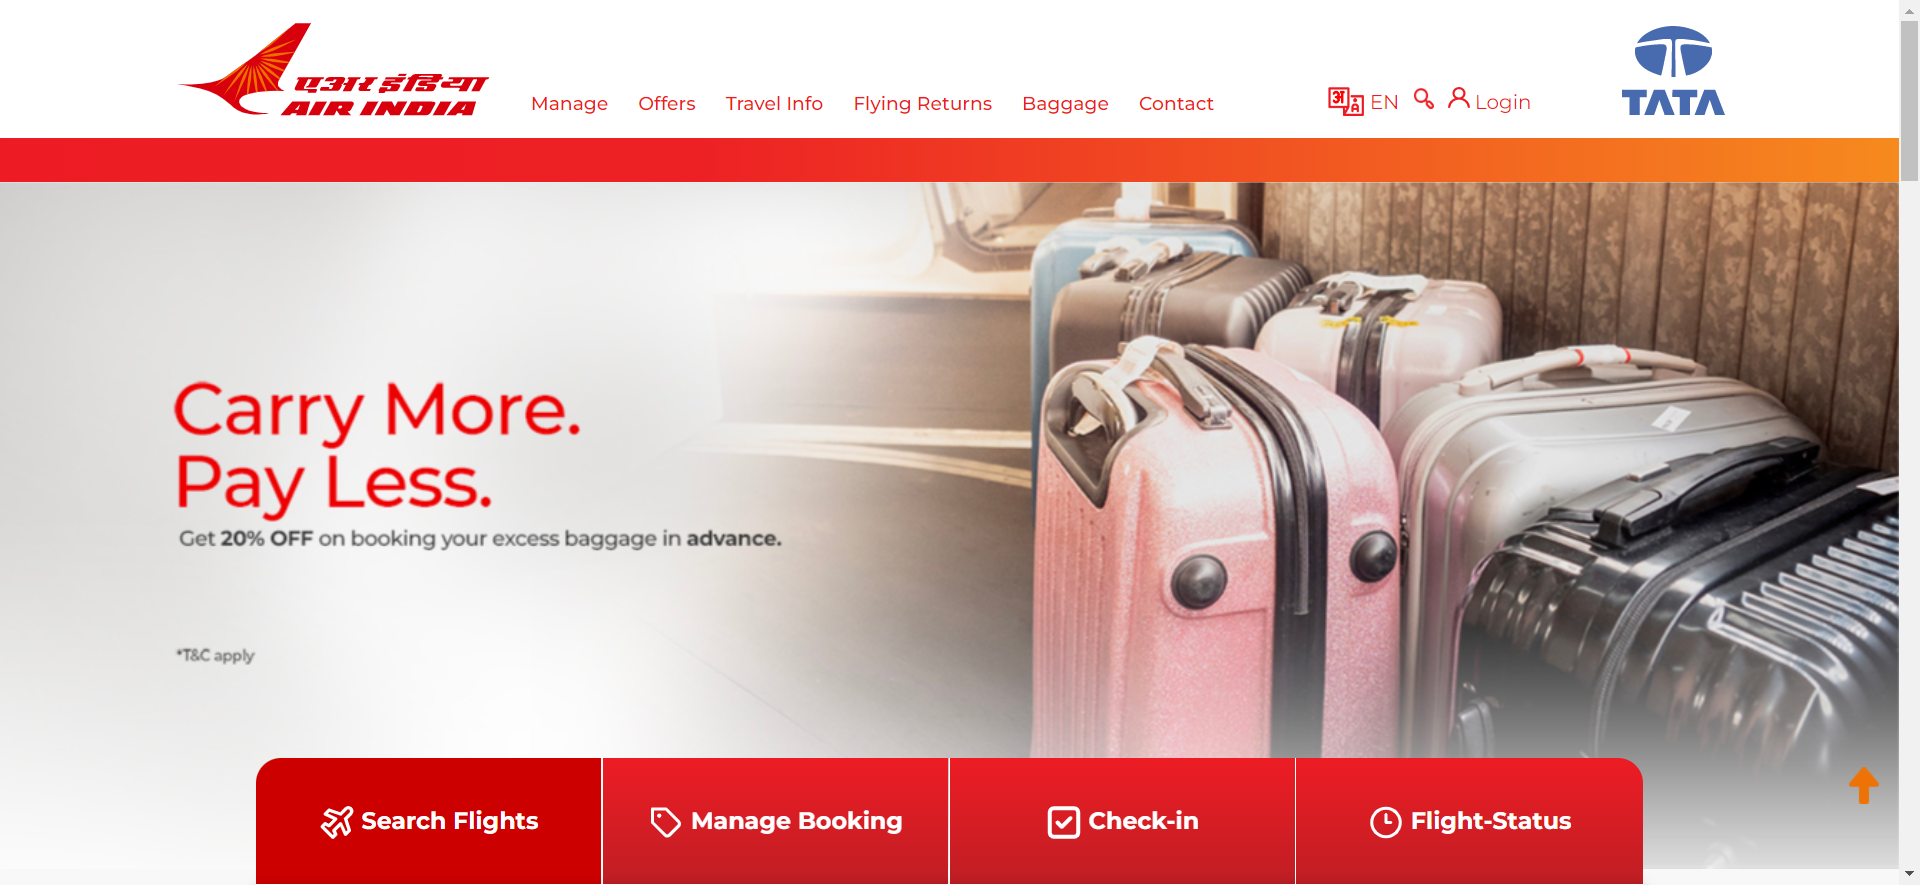 एअर इंडिया
AIR INDIA
Manage Offers Travel Info Flying Returns Baggage Contact
अ A EN Login
TATA
Carry More.
Pay Less.
Get 20% OFF on booking your excess baggage in advance.
*T&C apply
Search Flights Manage Booking Check-in Flight-Status